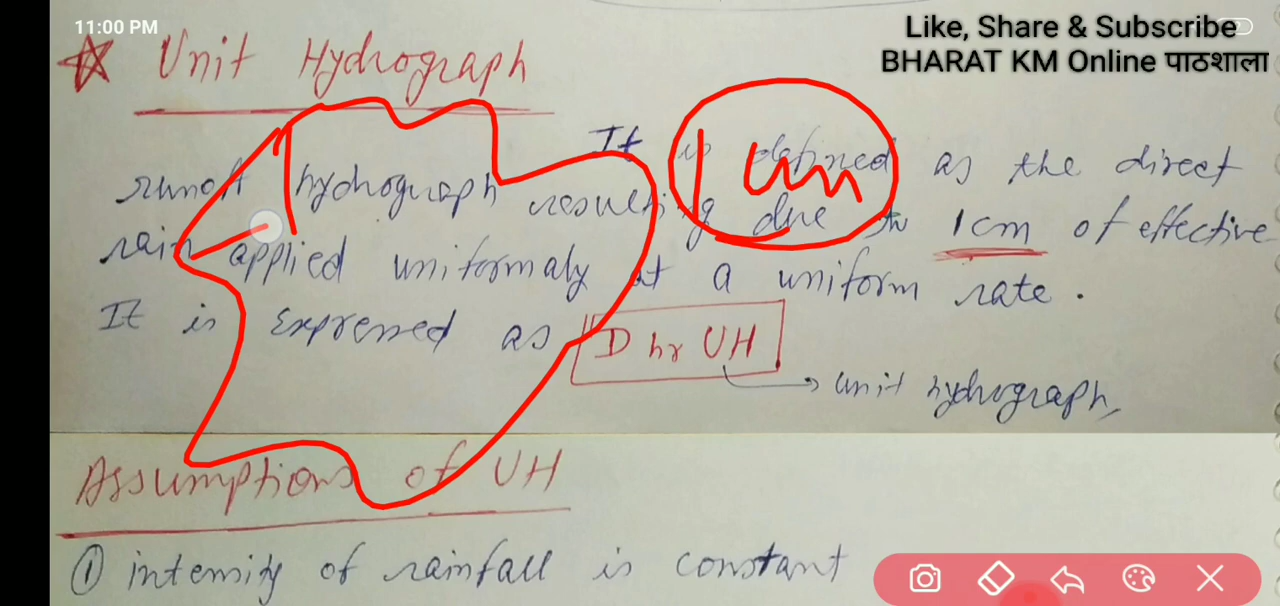 11:00 PM
Like, Share & Subscribe
BHARAT KM Online पाठशाला
Unit Hydrograph
It is defined as the direct
runoff hydrograph resulting due to 1cm of effective
rain applied uniformaly at a uniform rate.
It is Expressed as D hr UH
unit hydrograph,
1 cm
Assumptions of UH
① intensity of rainfall is constant